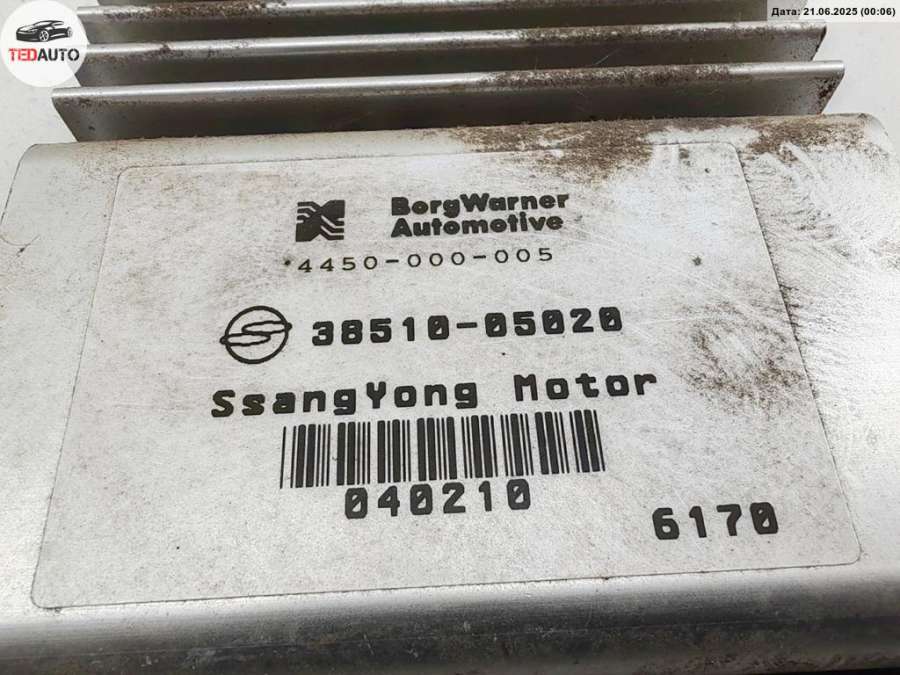 Дата: 21.06.2025 (00:06)
TEDAUTO
BorgWarner
Automotive
*4450-000-005
38510-05020
SsangYong Motor
040210
6170